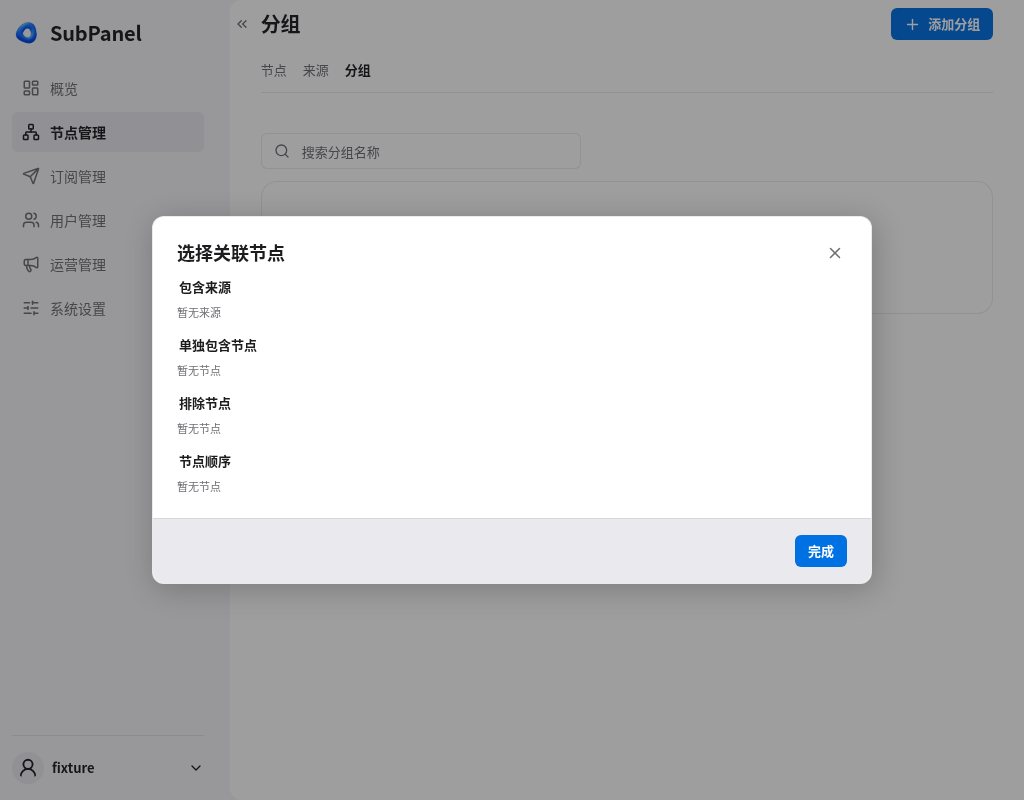 SubPanel
概览
节点管理
订阅管理
用户管理
运营管理
系统设置
fixture
分组
添加分组
节点 来源 分组
搜索分组名称
选择关联节点
包含来源
暂无来源
单独包含节点
暂无节点
排除节点
暂无节点
节点顺序
暂无节点
完成